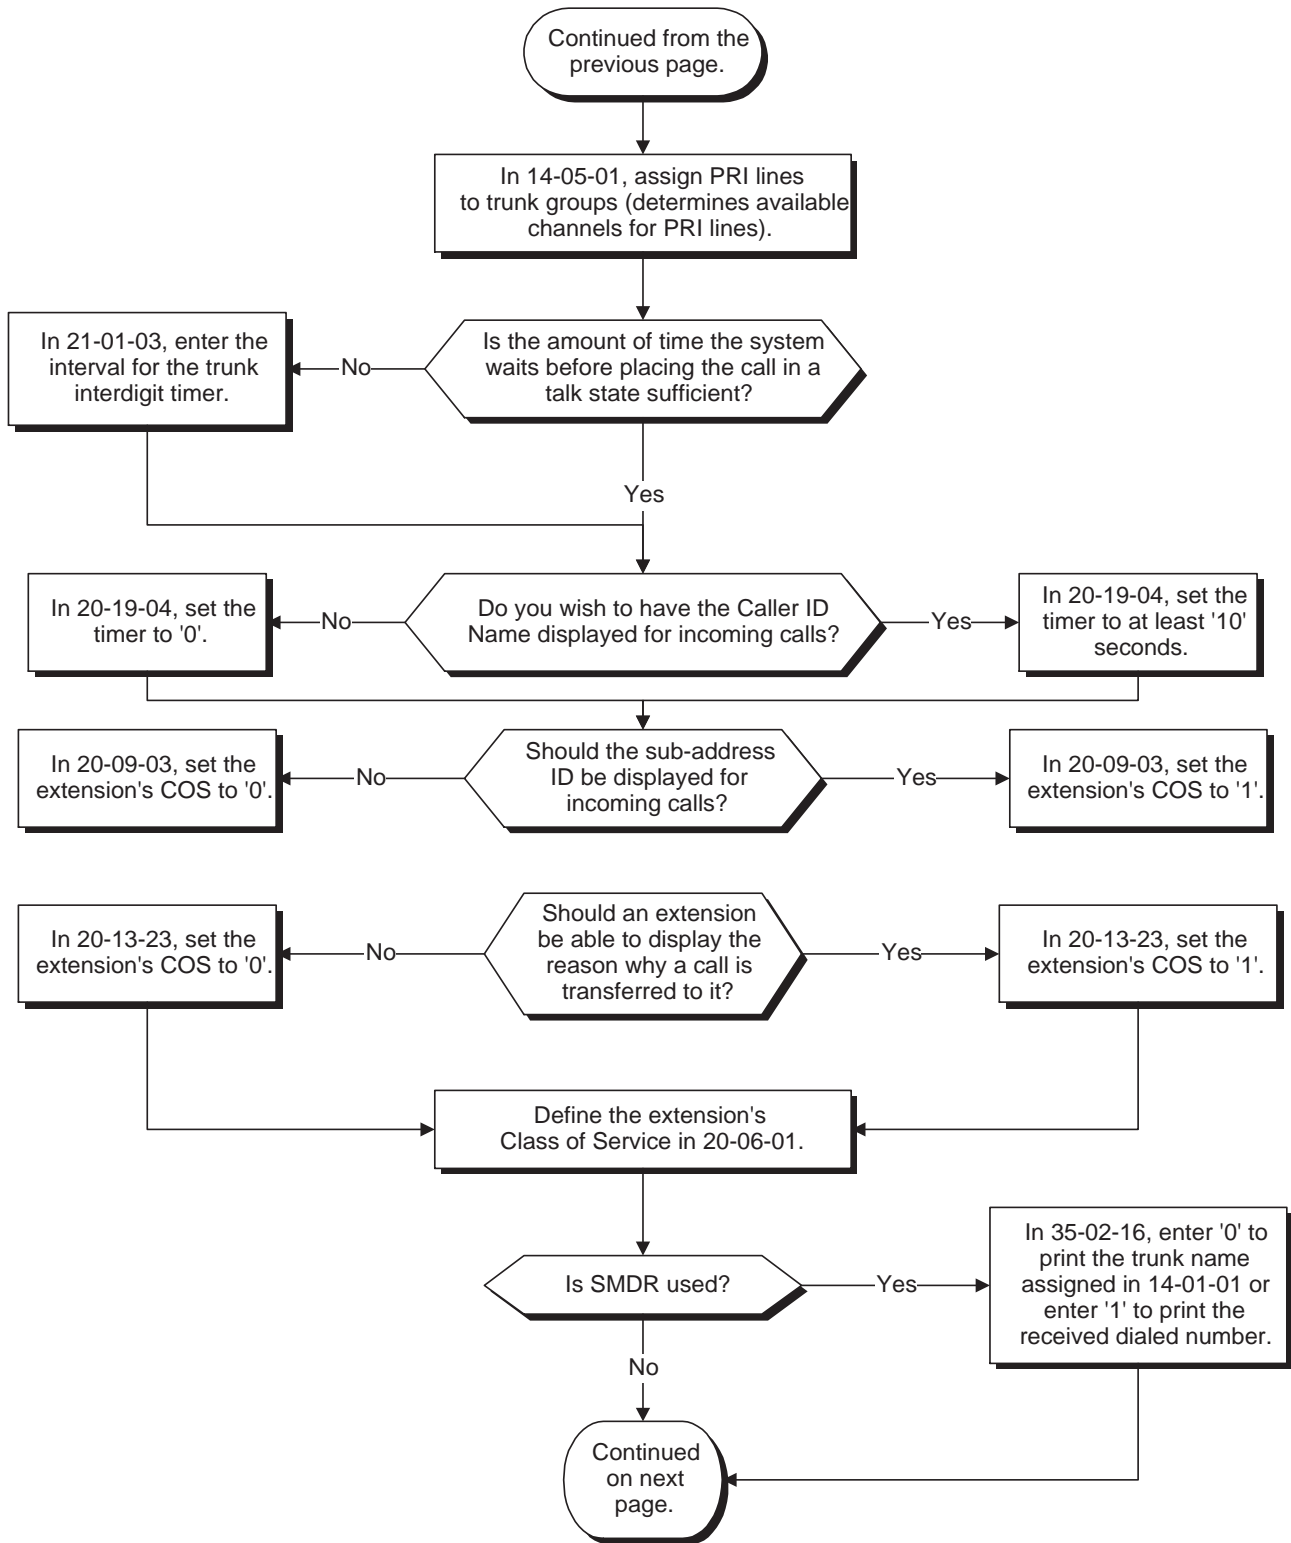 Continued from the
previous page.
In 14-05-01, assign PRI lines
to trunk groups (determines available
channels for PRI lines).
Is the amount of time the system
waits before placing the call in a
talk state sufficient?
No
In 21-01-03, enter the
interval for the trunk
interdigit timer.
Yes
Do you wish to have the Caller ID
Name displayed for incoming calls?
No
In 20-19-04, set the
timer to '0'.
Yes
In 20-19-04, set the
timer to at least '10'
seconds.
Should the sub-address
ID be displayed for
incoming calls?
No
In 20-09-03, set the
extension's COS to '0'.
Yes
In 20-09-03, set the
extension's COS to '1'.
Should an extension
be able to display the
reason why a call is
transferred to it?
No
In 20-13-23, set the
extension's COS to '0'.
Yes
In 20-13-23, set the
extension's COS to '1'.
Define the extension's
Class of Service in 20-06-01.
Is SMDR used?
Yes
In 35-02-16, enter '0' to
print the trunk name
assigned in 14-01-01 or
enter '1' to print the
received dialed number.
No
Continued
on next
page.